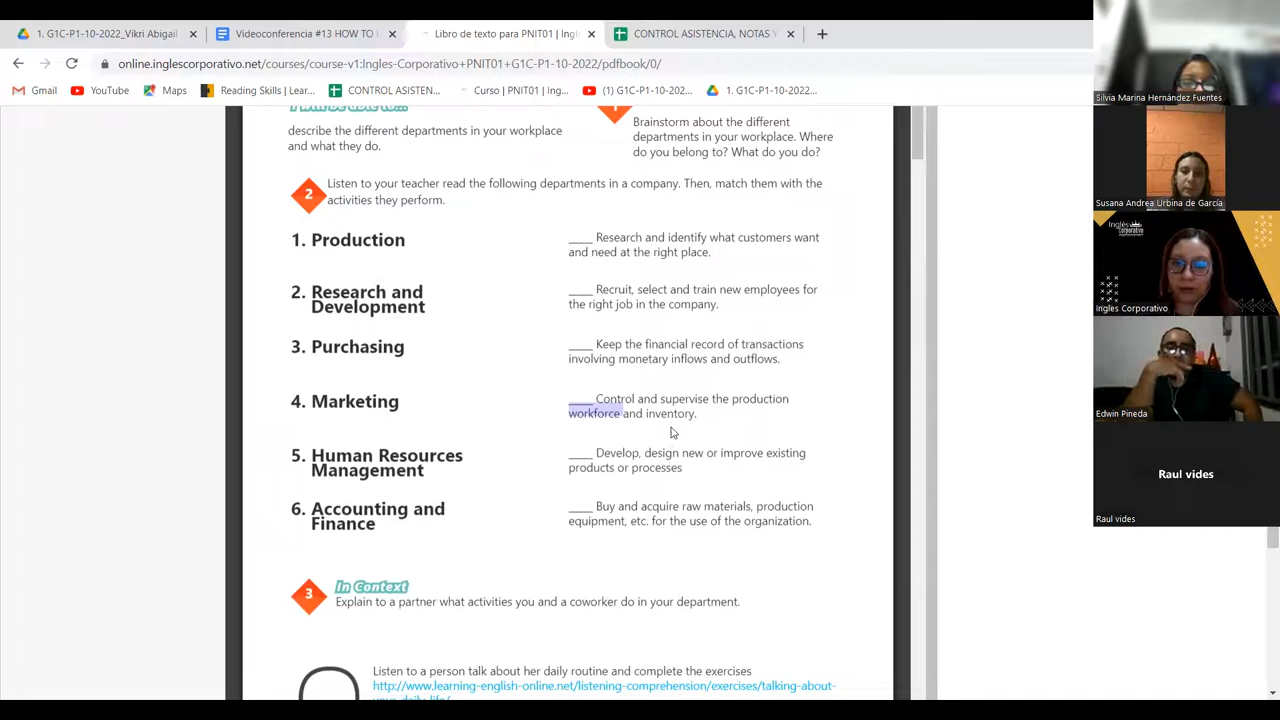 1. G1C-P1-10-2022_Vikri Abigail
Videoconferencia #13 HOW TO
Libro de texto para PNIT01 | Ingl
CONTROL ASISTENCIA, NOTAS Y
online.inglescorporativo.net/courses/course-v1:Ingles-Corporativo+PNIT01+G1C-P1-10-2022/pdfbook/0/
Gmail
YouTube
Maps
Reading Skills | Lear...
CONTROL ASISTEN...
Curso | PNIT01 | Ing...
(1) G1C-P1-10-202...
1. G1C-P1-10-2022...
I will be able to...
describe the different departments in your workplace
and what they do.
1
Brainstorm about the different
departments in your workplace. Where
do you belong to? What do you do?
2
Listen to your teacher read the following departments in a company. Then, match them with the
activities they perform.
1. Production
____ Research and identify what customers want
and need at the right place.
2. Research and
Development
____ Recruit, select and train new employees for
the right job in the company.
3. Purchasing
____ Keep the financial record of transactions
involving monetary inflows and outflows.
4. Marketing
____ Control and supervise the production
workforce and inventory.
5. Human Resources
Management
____ Develop, design new or improve existing
products or processes
6. Accounting and
Finance
____ Buy and acquire raw materials, production
equipment, etc. for the use of the organization.
3
In Context
Explain to a partner what activities you and a coworker do in your department.
Listen to a person talk about her daily routine and complete the exercises
http://www.learning-english-online.net/listening-comprehension/exercises/talking-about-
your-daily-life/
Silvia Marina Hernández Fuentes
Susana Andrea Urbina de García
Inglés
Corporativo
Ingles Corporativo
Edwin Pineda
Raul vides
Raul vides